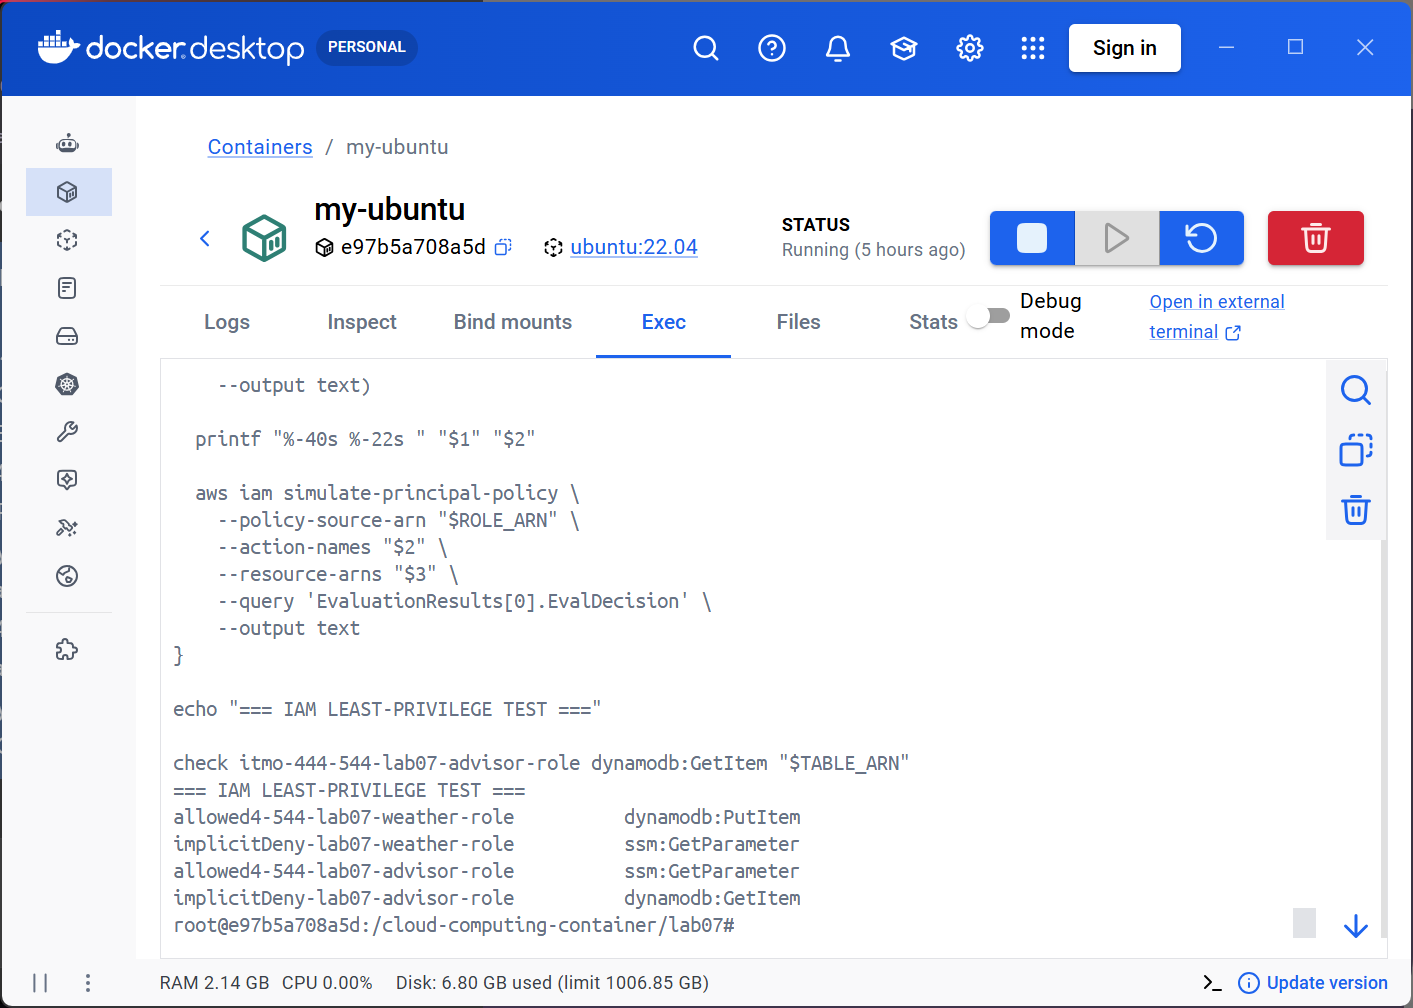 docker desktop PERSONAL
Sign in
Containers / my-ubuntu
my-ubuntu
e97b5a708a5d ubuntu:22.04
STATUS
Running (5 hours ago)
Logs Inspect Bind mounts Exec Files Stats
Debug
mode
Open in external
terminal
--output text)
printf "%-40s %-22s " "$1" "$2"
aws iam simulate-principal-policy \
--policy-source-arn "$ROLE_ARN" \
--action-names "$2" \
--resource-arns "$3" \
--query 'EvaluationResults[0].EvalDecision' \
--output text
}
echo "=== IAM LEAST-PRIVILEGE TEST ==="
check itmo-444-544-lab07-advisor-role dynamodb:GetItem "$TABLE_ARN"
=== IAM LEAST-PRIVILEGE TEST ===
allowed4-544-lab07-weather-role dynamodb:PutItem
implicitDeny-lab07-weather-role ssm:GetParameter
allowed4-544-lab07-advisor-role ssm:GetParameter
implicitDeny-lab07-advisor-role dynamodb:GetItem
root@e97b5a708a5d:/cloud-computing-container/lab07#
RAM 2.14 GB CPU 0.00% Disk: 6.80 GB used (limit 1006.85 GB)
Update version